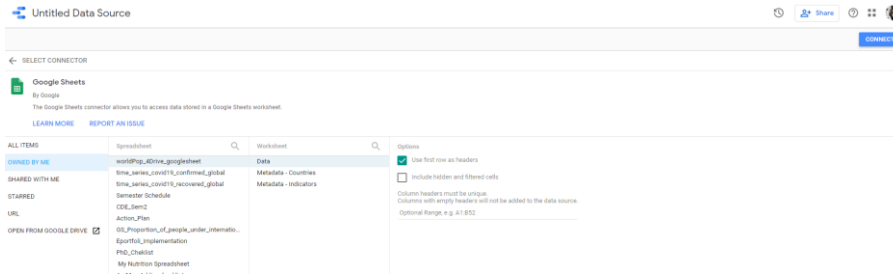 Untitled Data Source
Share
CONNECT
SELECT CONNECTOR
Google Sheets
By Google
The Google Sheets connector allows you to access data stored in a Google Sheets worksheet.
LEARN MORE REPORT AN ISSUE
ALL ITEMS
OWNED BY ME
SHARED WITH ME
STARRED
URL
OPEN FROM GOOGLE DRIVE
Spreadsheet
worldPop_4Drive_googlesheet
time_series_covid19_confirmed_global
time_series_covid19_recovered_global
Semester Schedule
CDE_Sem2
Action_Plan
GS_Proportion_of_people_under_internatio...
Eportfoli_Implementation
PhD_Cheklist
My Nutrition Spreadsheet
Worksheet
Data
Metadata - Countries
Metadata - Indicators
Options
Use first row as headers
Include hidden and filtered cells
Column headers must be unique.
Columns with empty headers will not be added to the data source.
Optional Range, e.g. A1:B52